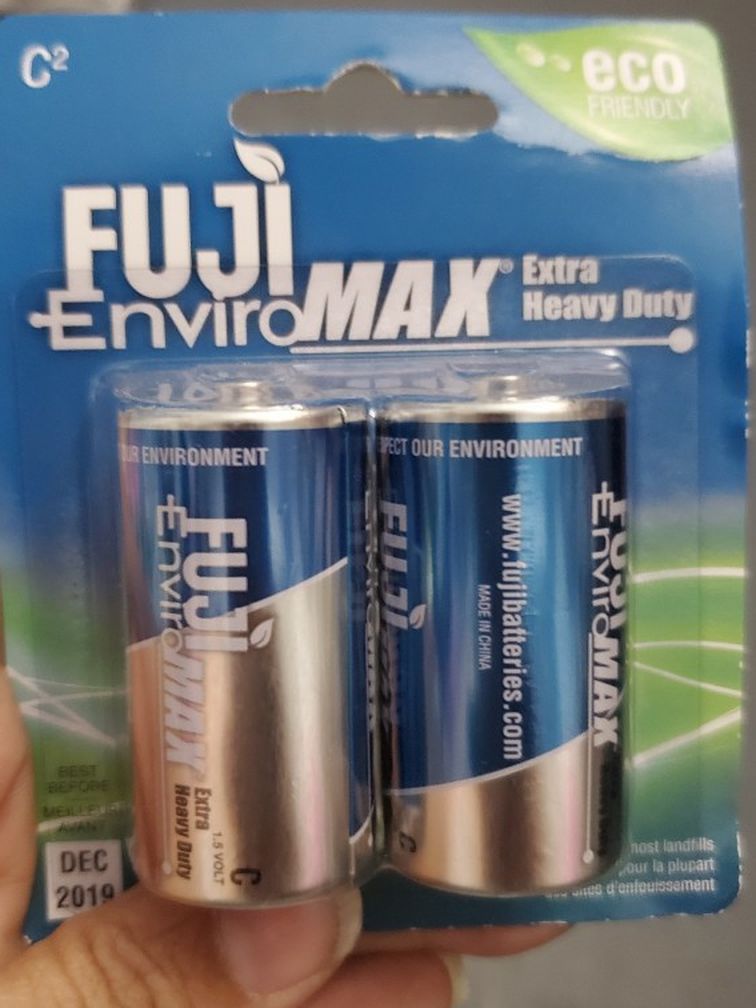 C²
eco
FRIENDLY
FUJI
EnviroMAX® Extra
Heavy Duty
OUR ENVIRONMENT
FUJI
EnviroMAX
Extra
Heavy Duty
1.5 VOLT
C
OUR ENVIRONMENT
FUJI
www.fujibatteries.com
MADE IN CHINA
FUJI
EnviroMAX
C
BEST
BEFORE
MEILLEUR
AVANT
DEC
2019
most landfills
pour la plupart
des sites d'enfouissement